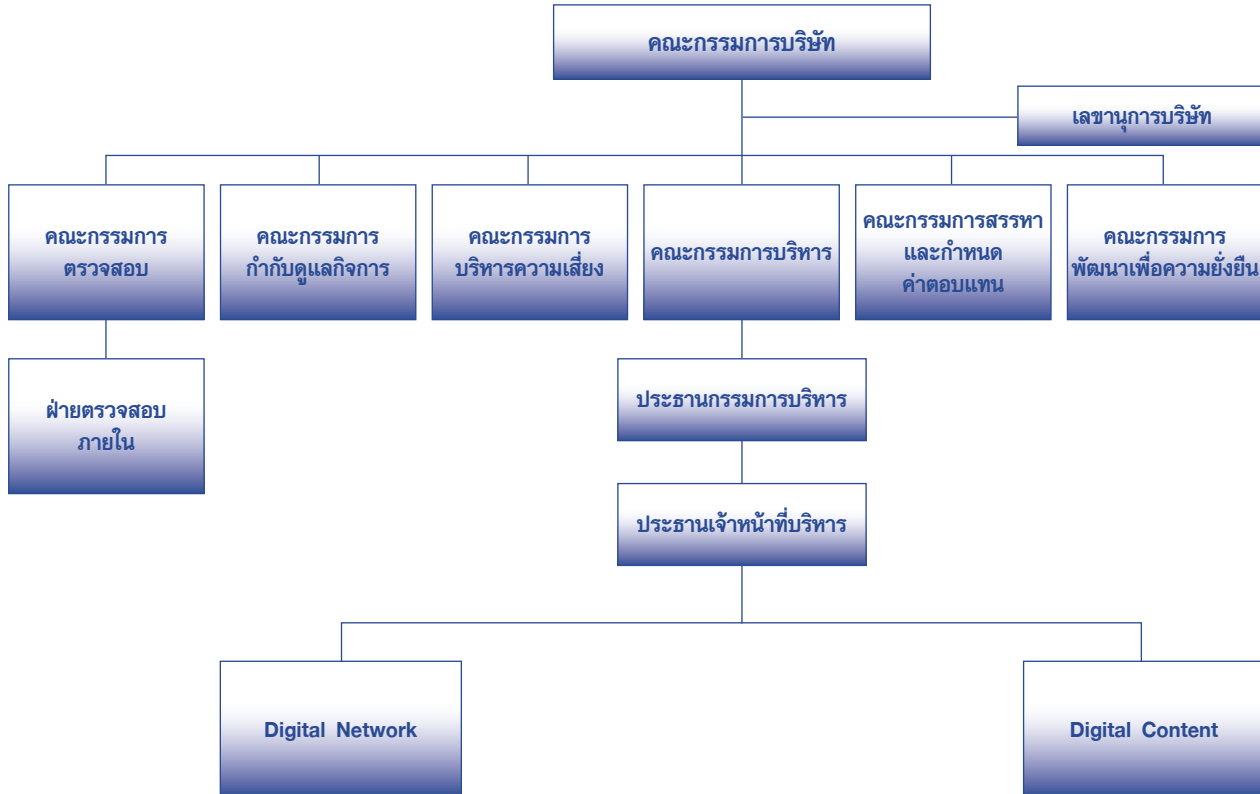 คณะกรรมการบริษัท
เลขานุการบริษัท
คณะกรรมการ
ตรวจสอบ
คณะกรรมการ
กำกับดูแลกิจการ
คณะกรรมการ
บริหารความเสี่ยง
คณะกรรมการบริหาร
คณะกรรมการสรรหา
และกำหนด
ค่าตอบแทน
คณะกรรมการ
พัฒนาเพื่อความยั่งยืน
ฝ่ายตรวจสอบ
ภายใน
ประธานกรรมการบริหาร
ประธานเจ้าหน้าที่บริหาร
Digital Network
Digital Content